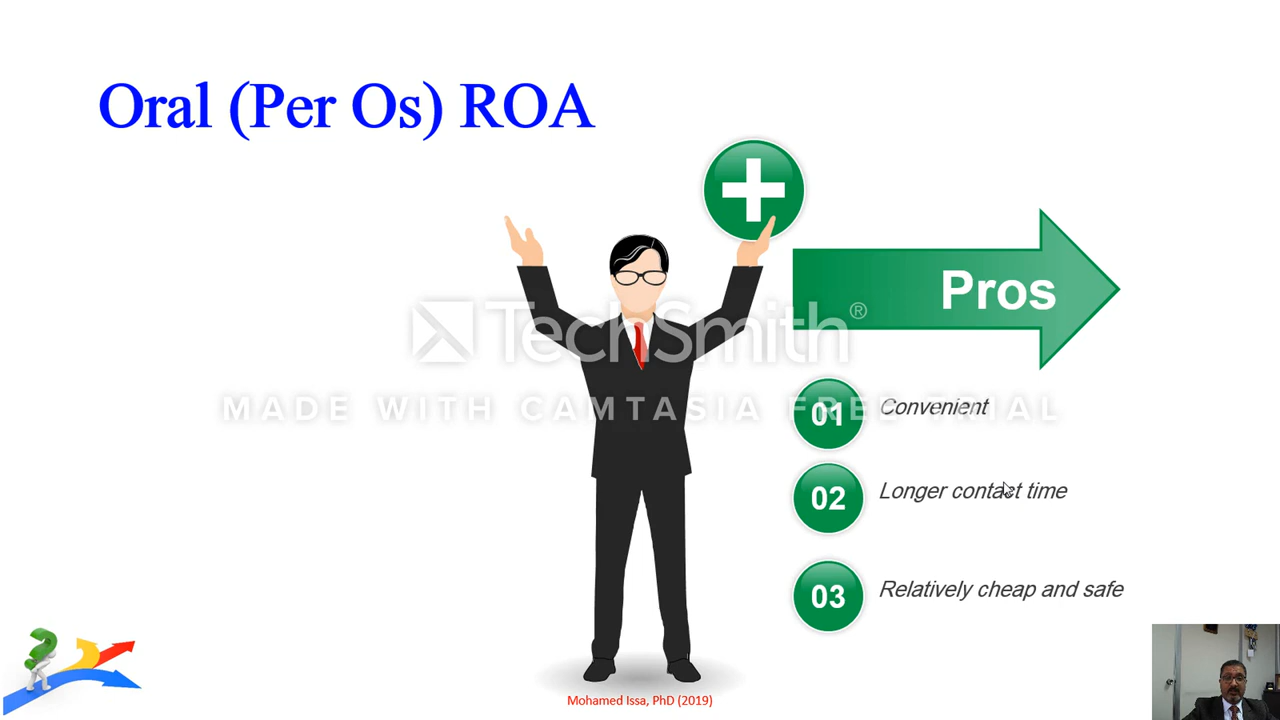 Oral (Per Os) ROA
Pros
TechSmith®
MADE WITH CAMTASIA FREE TRIAL
01 Convenient
02 Longer contact time
03 Relatively cheap and safe
Mohamed Issa, PhD (2019)